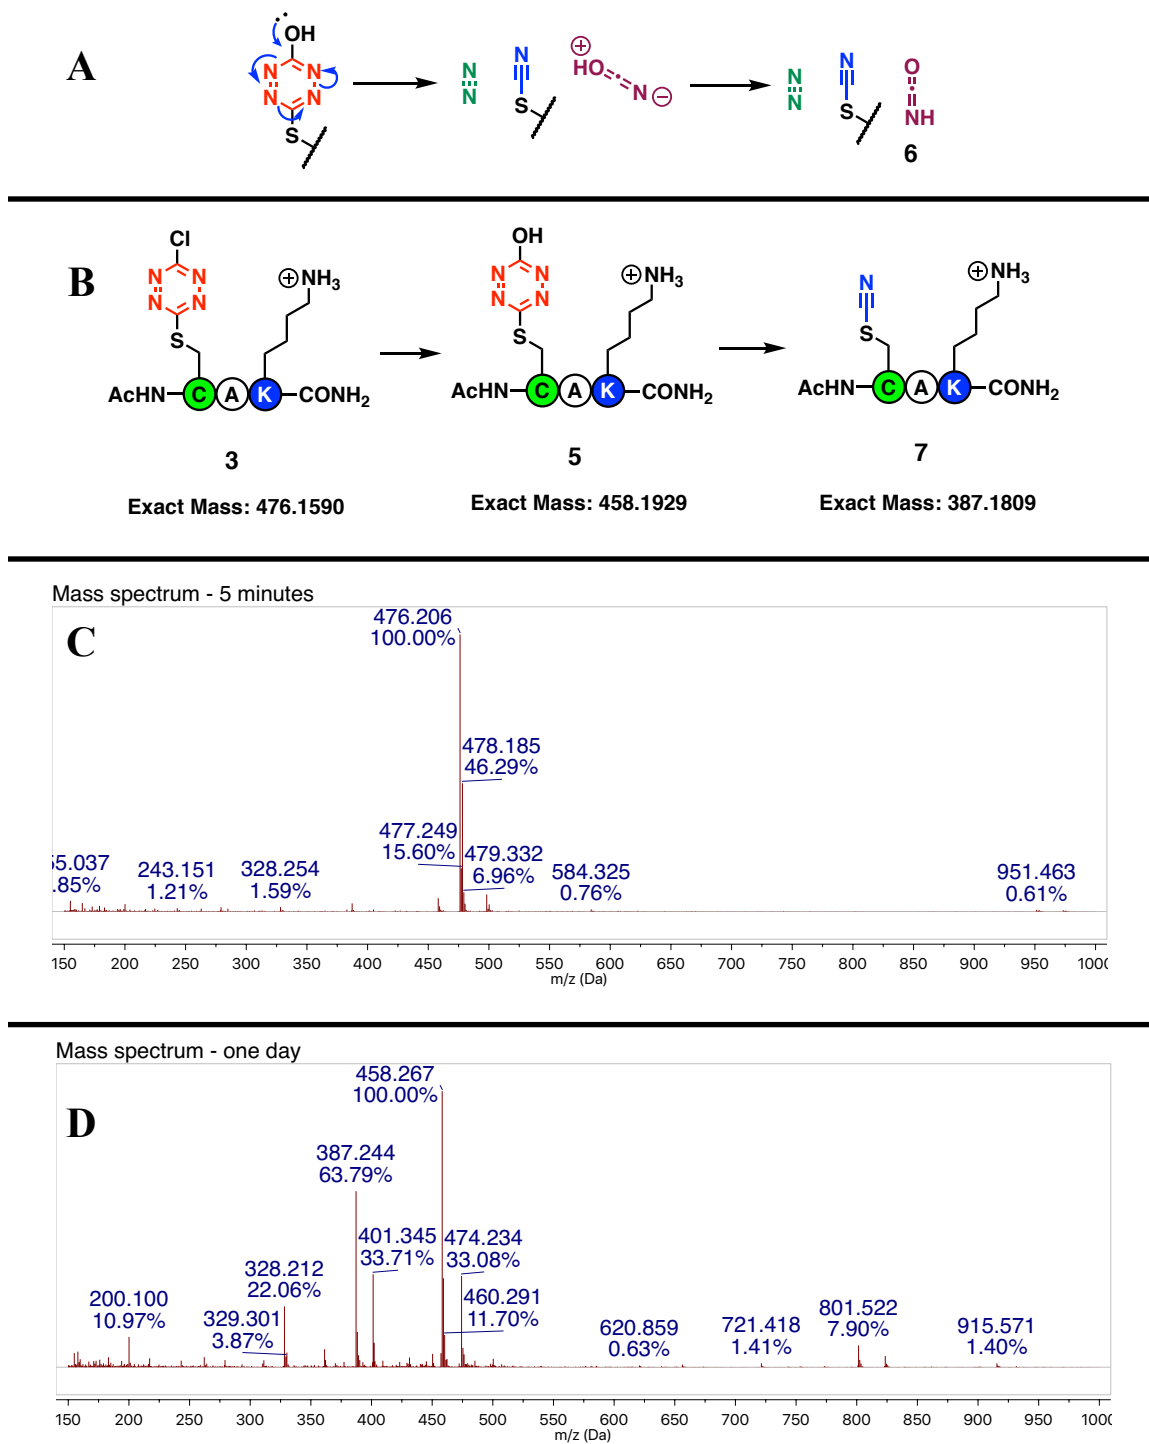 A
OH
N N
N N
S
N
N
N
S
HO
N
N
N
N
S
O
NH
6
B
Cl
N N
N N
S
NH3
AcHN C A K CONH2
3
Exact Mass: 476.1590
OH
N N
N N
S
NH3
AcHN C A K CONH2
5
Exact Mass: 458.1929
N
S
NH3
AcHN C A K CONH2
7
Exact Mass: 387.1809
Mass spectrum - 5 minutes
C
476.206
100.00%
478.185
46.29%
477.249
15.60%
479.332
6.96%
55.037
.85%
243.151
1.21%
328.254
1.59%
584.325
0.76%
951.463
0.61%
150 200 250 300 350 400 450 500 550 600 650 700 750 800 850 900 950 1000
m/z (Da)
Mass spectrum - one day
D
458.267
100.00%
387.244
63.79%
401.345
33.71%
474.234
33.08%
328.212
22.06%
460.291
11.70%
200.100
10.97%
329.301
3.87%
620.859
0.63%
721.418
1.41%
801.522
7.90%
915.571
1.40%
150 200 250 300 350 400 450 500 550 600 650 700 750 800 850 900 950 1000
m/z (Da)